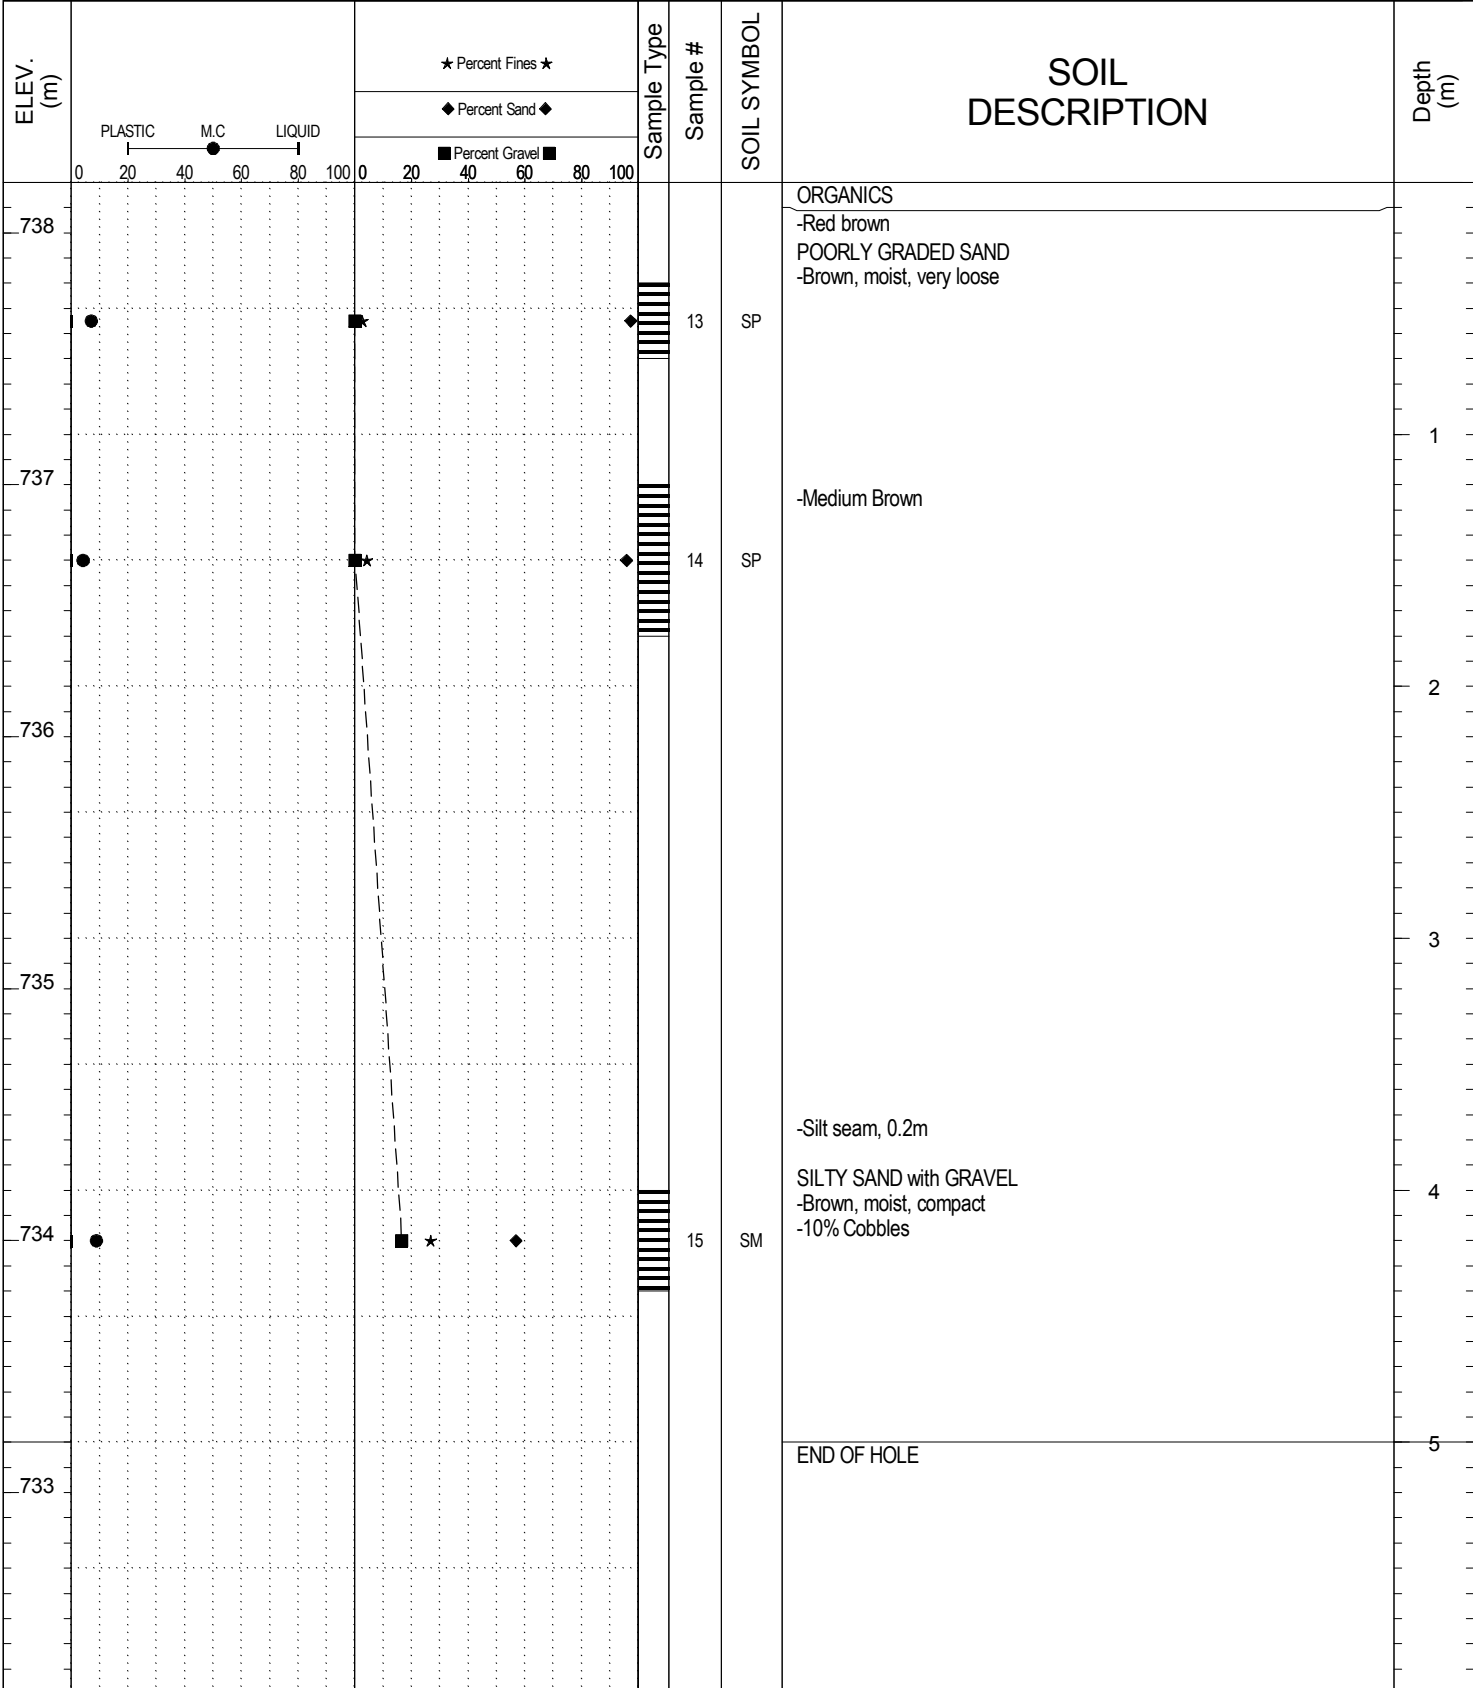 ELEV.
(m)
PLASTIC M.C LIQUID
0 20 40 60 80 100
★ Percent Fines ★
◆ Percent Sand ◆
■ Percent Gravel ■
0 20 40 60 80 100
Sample Type
Sample #
SOIL SYMBOL
SOIL
DESCRIPTION
Depth
(m)
ORGANICS
738
-Red brown
POORLY GRADED SAND
-Brown, moist, very loose
13 SP
1
737
-Medium Brown
14 SP
2
736
3
735
-Silt seam, 0.2m
SILTY SAND with GRAVEL
4
-Brown, moist, compact
-10% Cobbles
734
15 SM
5
END OF HOLE
733